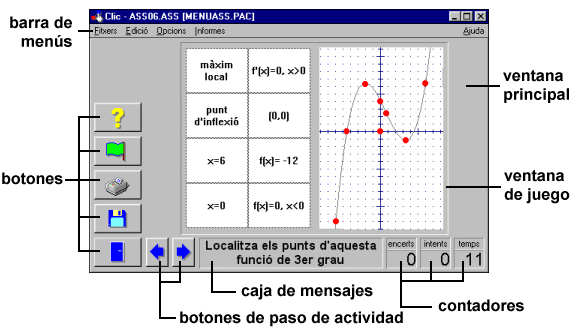 Clic - ASS06.ASS [MENUASS.PAC]
barra de
menús
Fitxers Edició Opcions Informes Ajuda
màxim
local
f'(x)=0, x>0
punt
d'inflexió
(0,0)
x=6
f(x)= -12
x=0
f(x)=0, x<0
?
botones
ventana
principal
ventana
de juego
Localitza els punts d'aquesta
funció de 3er grau
encerts intents temps
0 0 11
caja de mensajes
contadores
botones de paso de actividad